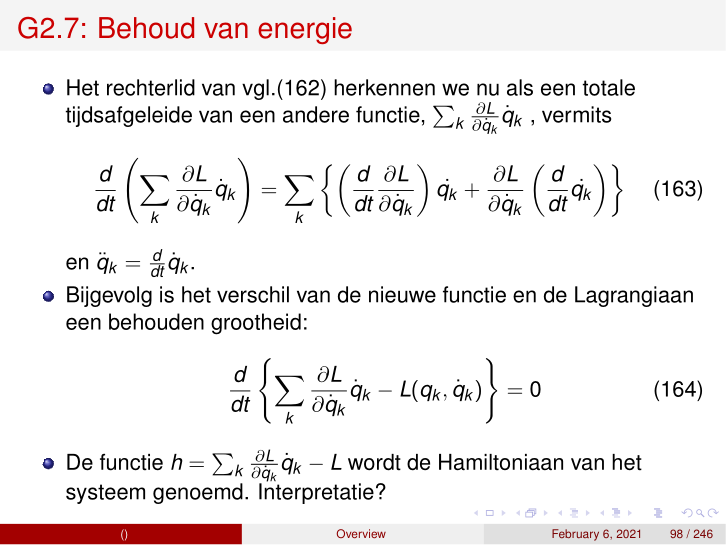 G2.7: Behoud van energie
Het rechterlid van vgl.(162) herkennen we nu als een totale
tijdsafgeleide van een andere functie, $\sum_k \frac{\partial L}{\partial \dot{q}_k} \dot{q}_k$ , vermits
$\frac{d}{dt} \left( \sum_k \frac{\partial L}{\partial \dot{q}_k} \dot{q}_k \right) = \sum_k \left\{ \left( \frac{d}{dt} \frac{\partial L}{\partial \dot{q}_k} \right) \dot{q}_k + \frac{\partial L}{\partial \dot{q}_k} \left( \frac{d}{dt} \dot{q}_k \right) \right\}$ (163)
en $\ddot{q}_k = \frac{d}{dt} \dot{q}_k$.
Bijgevolg is het verschil van de nieuwe functie en de Lagrangiaan
een behouden grootheid:
$\frac{d}{dt} \left\{ \sum_k \frac{\partial L}{\partial \dot{q}_k} \dot{q}_k - L(q_k, \dot{q}_k) \right\} = 0$ (164)
De functie $h = \sum_k \frac{\partial L}{\partial \dot{q}_k} \dot{q}_k - L$ wordt de Hamiltoniaan van het
systeem genoemd. Interpretatie?
() Overview February 6, 2021 98 / 246